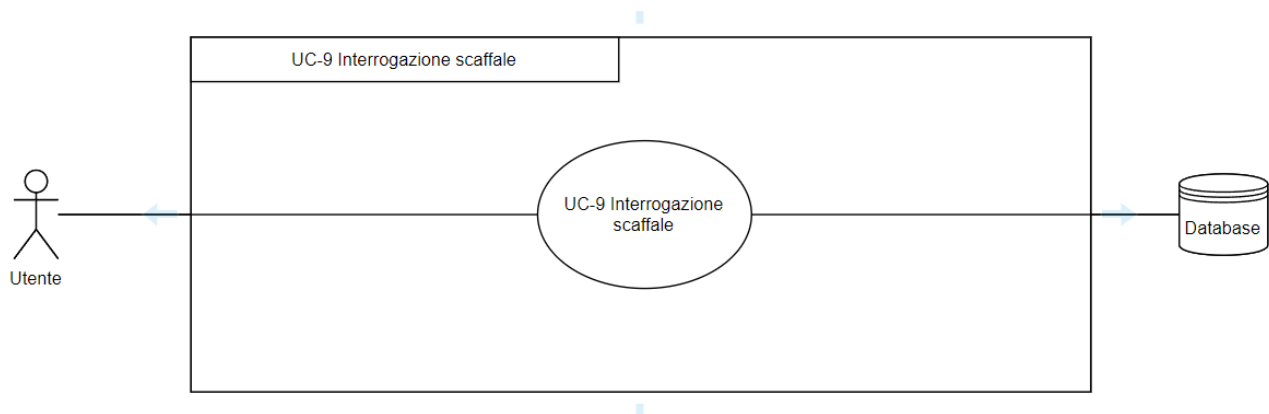 UC-9 Interrogazione scaffale
UC-9 Interrogazione
scaffale
Utente
Database